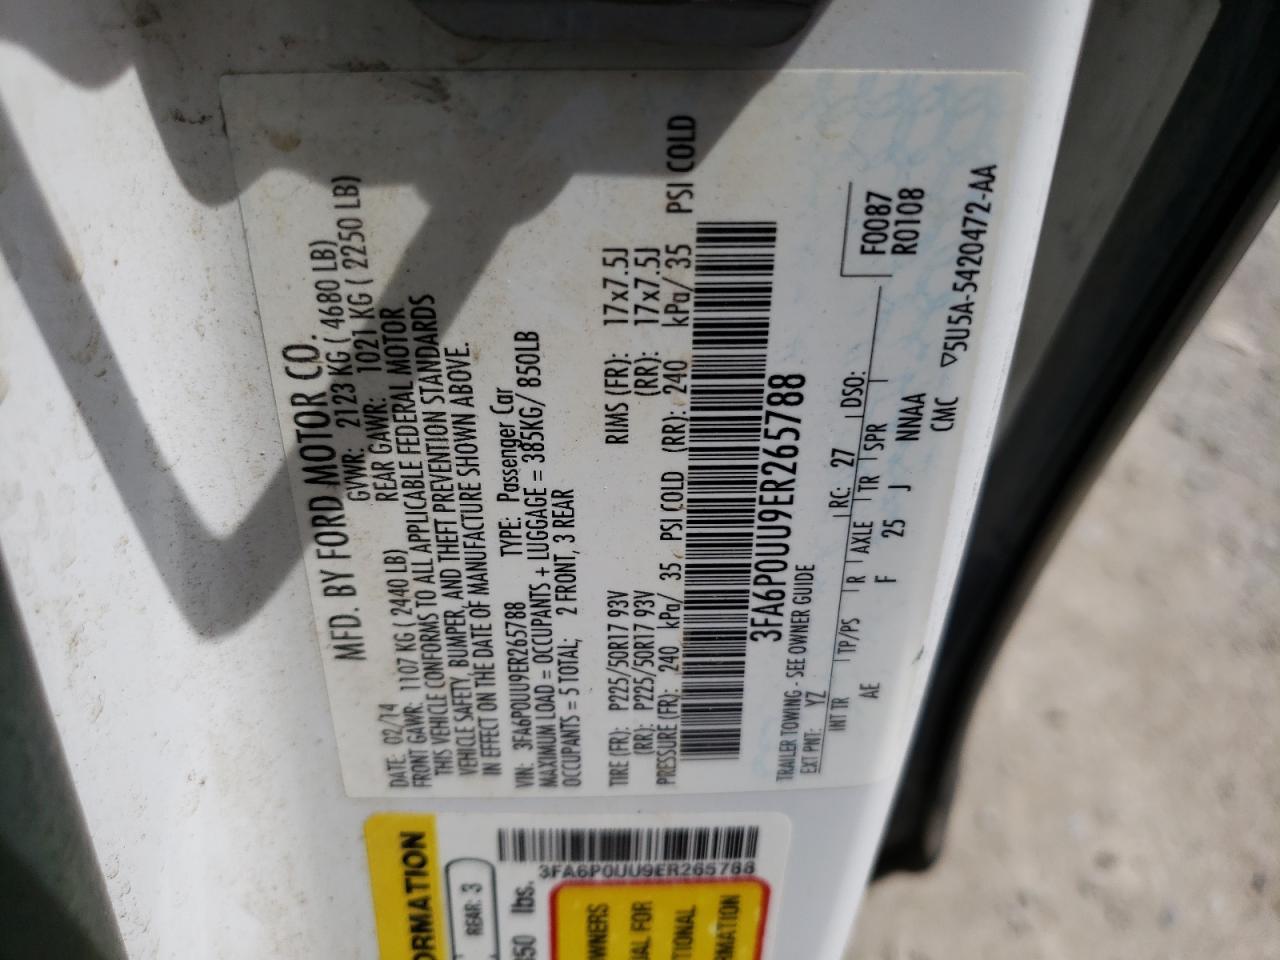 MFD. BY FORD MOTOR CO.
DATE: 02/14 GVWR: 2123 KG ( 4680 LB)
FRONT GAWR: 1107 KG ( 2440 LB) REAR GAWR: 1021 KG ( 2250 LB)
THIS VEHICLE CONFORMS TO ALL APPLICABLE FEDERAL MOTOR
VEHICLE SAFETY, BUMPER, AND THEFT PREVENTION STANDARDS
IN EFFECT ON THE DATE OF MANUFACTURE SHOWN ABOVE.
VIN: 3FA6P0UU9ER265788 TYPE: Passenger Car
MAXIMUM LOAD = OCCUPANTS + LUGGAGE = 385KG/ 850LB
OCCUPANTS = 5 TOTAL; 2 FRONT, 3 REAR
TIRE (FR): P225/50R17 93V RIMS (FR): 17x7.5J
(RR): P225/50R17 93V (RR): 17x7.5J
PRESSURE (FR): 240 kPa/ 35 PSI COLD (RR): 240 kPa/ 35 PSI COLD
3FA6P0UU9ER265788
TRAILER TOWING - SEE OWNER GUIDE
EXT PNT: YZ RC: 27 DSO:
INT TR TP/PS R AXLE TR SPR
AE F 25 J NNAA
F0087
R0108
CMC ▽5U5A-5420472-AA
ORMATION
REAR: 3
850 lbs.
3FA6P0UU9ER265788
OWNERS
UAL FOR
TIONAL
RMATION